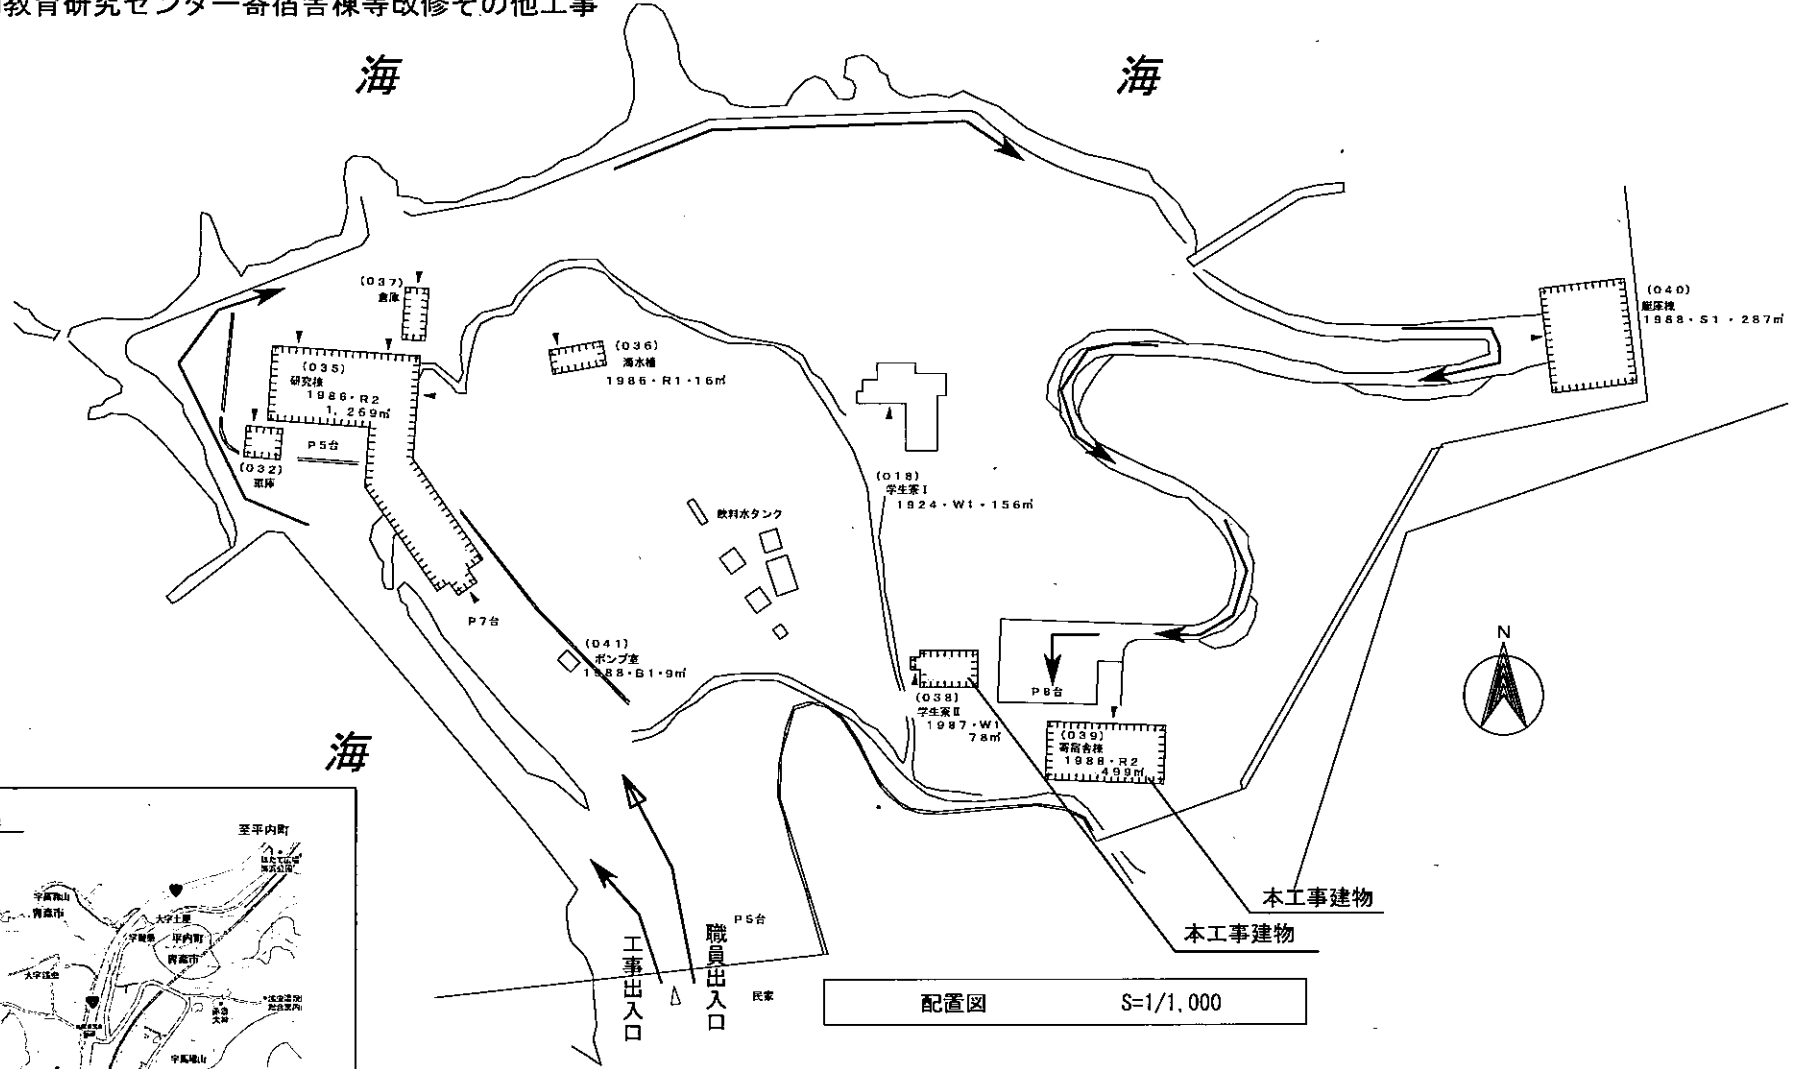 教育研究センター寄宿舎棟等改修その他工事
海
海
(037)
倉庫
(035)
研究棟
1986・R2
1,269㎡
(036)
海水槽
1986・R1・16㎡
(040)
艇庫棟
1988・S1・287㎡
(032)
車庫
P5台
(018)
学生寮Ⅰ
1924・W1・156㎡
飲料水タンク
P7台
(041)
ポンプ室
1988・B1・9㎡
(038)
学生寮Ⅱ
1987・W1
78㎡
P8台
(039)
寄宿舎棟
1988・R2
499㎡
N
海
本工事建物
本工事建物
工事出入口
職員出入口
P5台
民家
配置図 S=1/1,000
至平内町
青森市
大字土屋
平内町
青森市